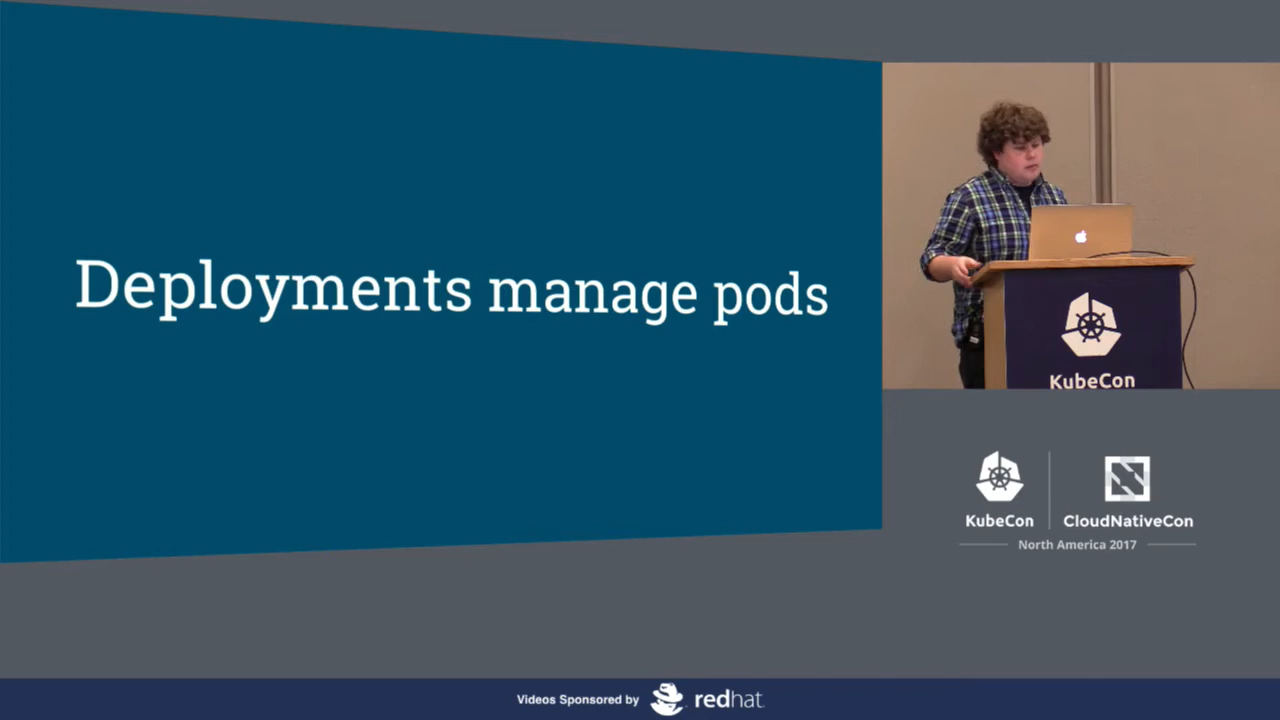 Deployments manage pods
KubeCon
KubeCon
CloudNativeCon
North America 2017
Videos Sponsored by
redhat